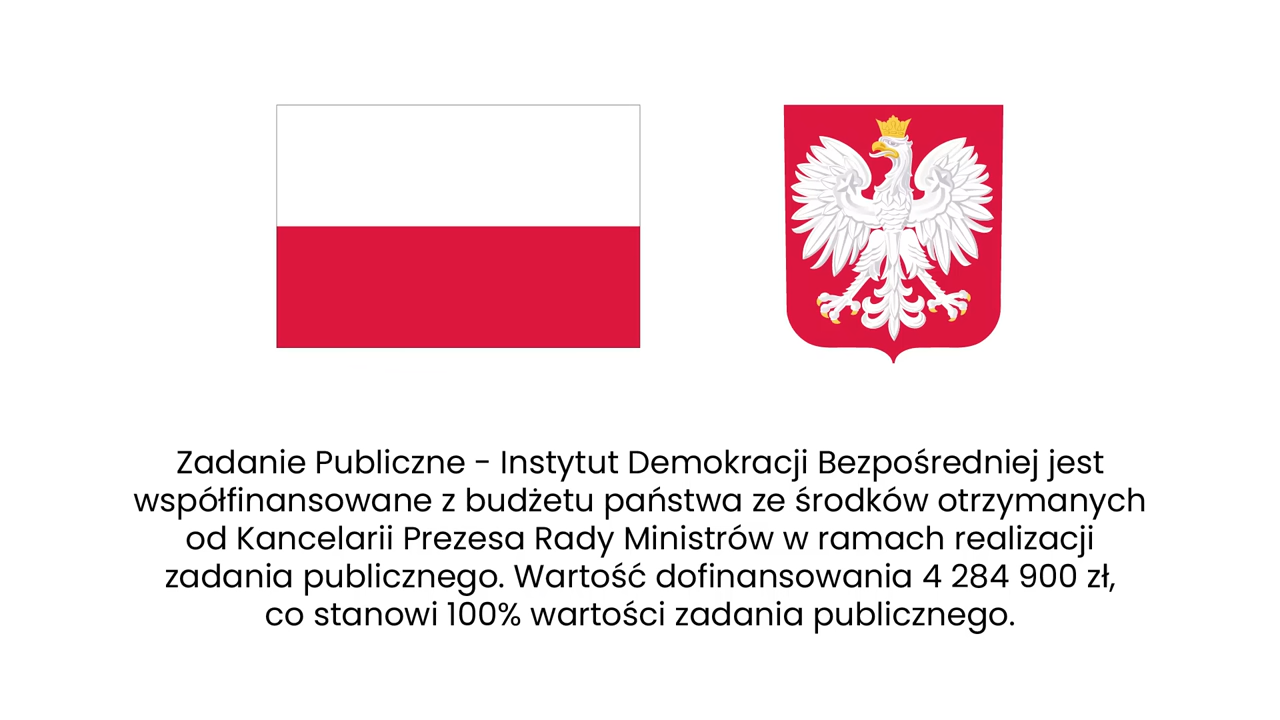 Zadanie Publiczne - Instytut Demokracji Bezpośredniej jest
współfinansowane z budżetu państwa ze środków otrzymanych
od Kancelarii Prezesa Rady Ministrów w ramach realizacji
zadania publicznego. Wartość dofinansowania 4 284 900 zł,
co stanowi 100% wartości zadania publicznego.